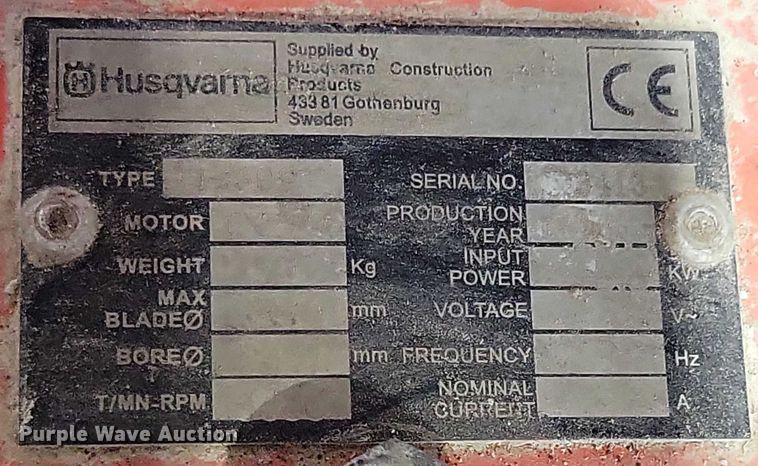 Husqvarna
Supplied by
Husqvarna Construction
Products
433 81 Gothenburg
Sweden
CE
TYPE
SERIAL NO.
MOTOR
PRODUCTION
YEAR
WEIGHT Kg
INPUT
POWER KW
MAX
BLADEØ mm
VOLTAGE V~
BOREØ mm
FREQUENCY Hz
T/MN-RPM
NOMINAL
CURRENT A
Purple Wave Auction